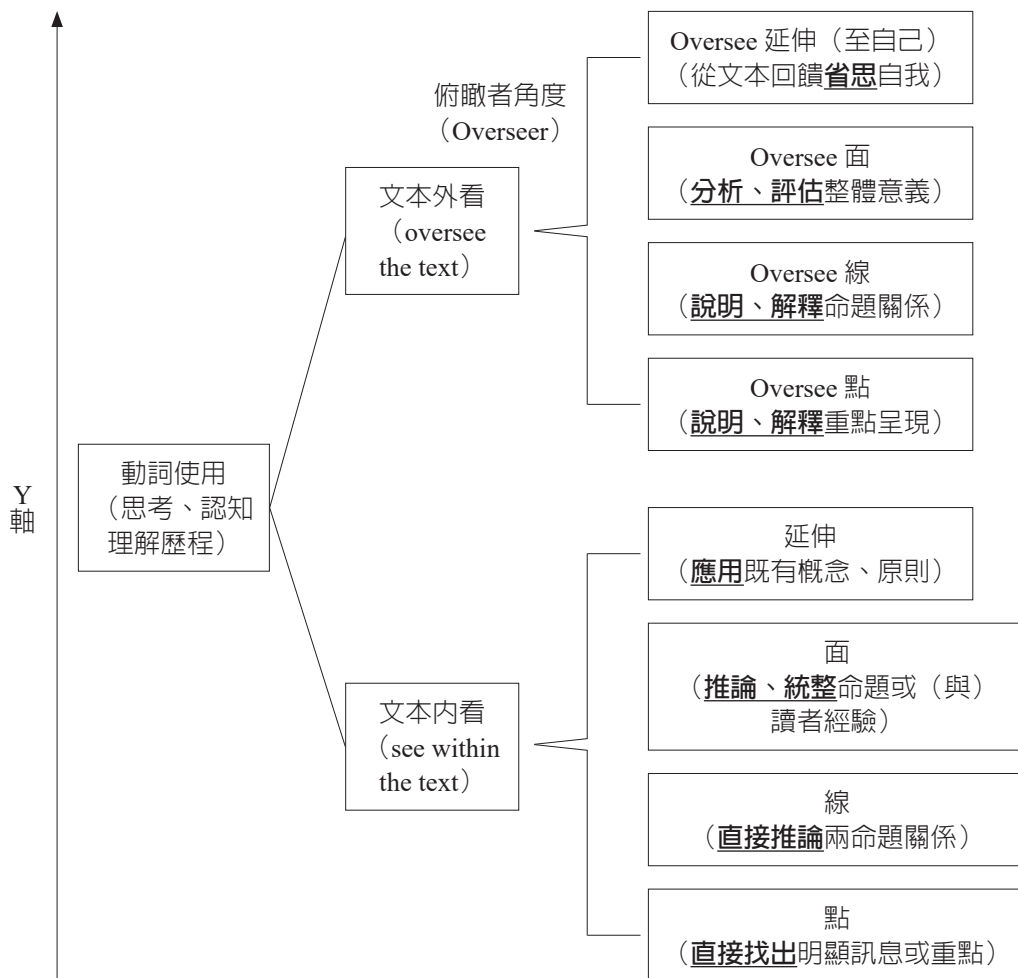 Oversee 延伸（至自己）
（從文本回饋省思自我）
俯瞰者角度
（Overseer）
Oversee 面
（分析、評估整體意義）
文本外看
（oversee
the text）
Oversee 線
（說明、解釋命題關係）
Oversee 點
（說明、解釋重點呈現）
Y
軸
動詞使用
（思考、認知
理解歷程）
延伸
（應用既有概念、原則）
面
（推論、統整命題或（與）
讀者經驗）
文本內看
（see within
the text）
線
（直接推論兩命題關係）
點
（直接找出明顯訊息或重點）